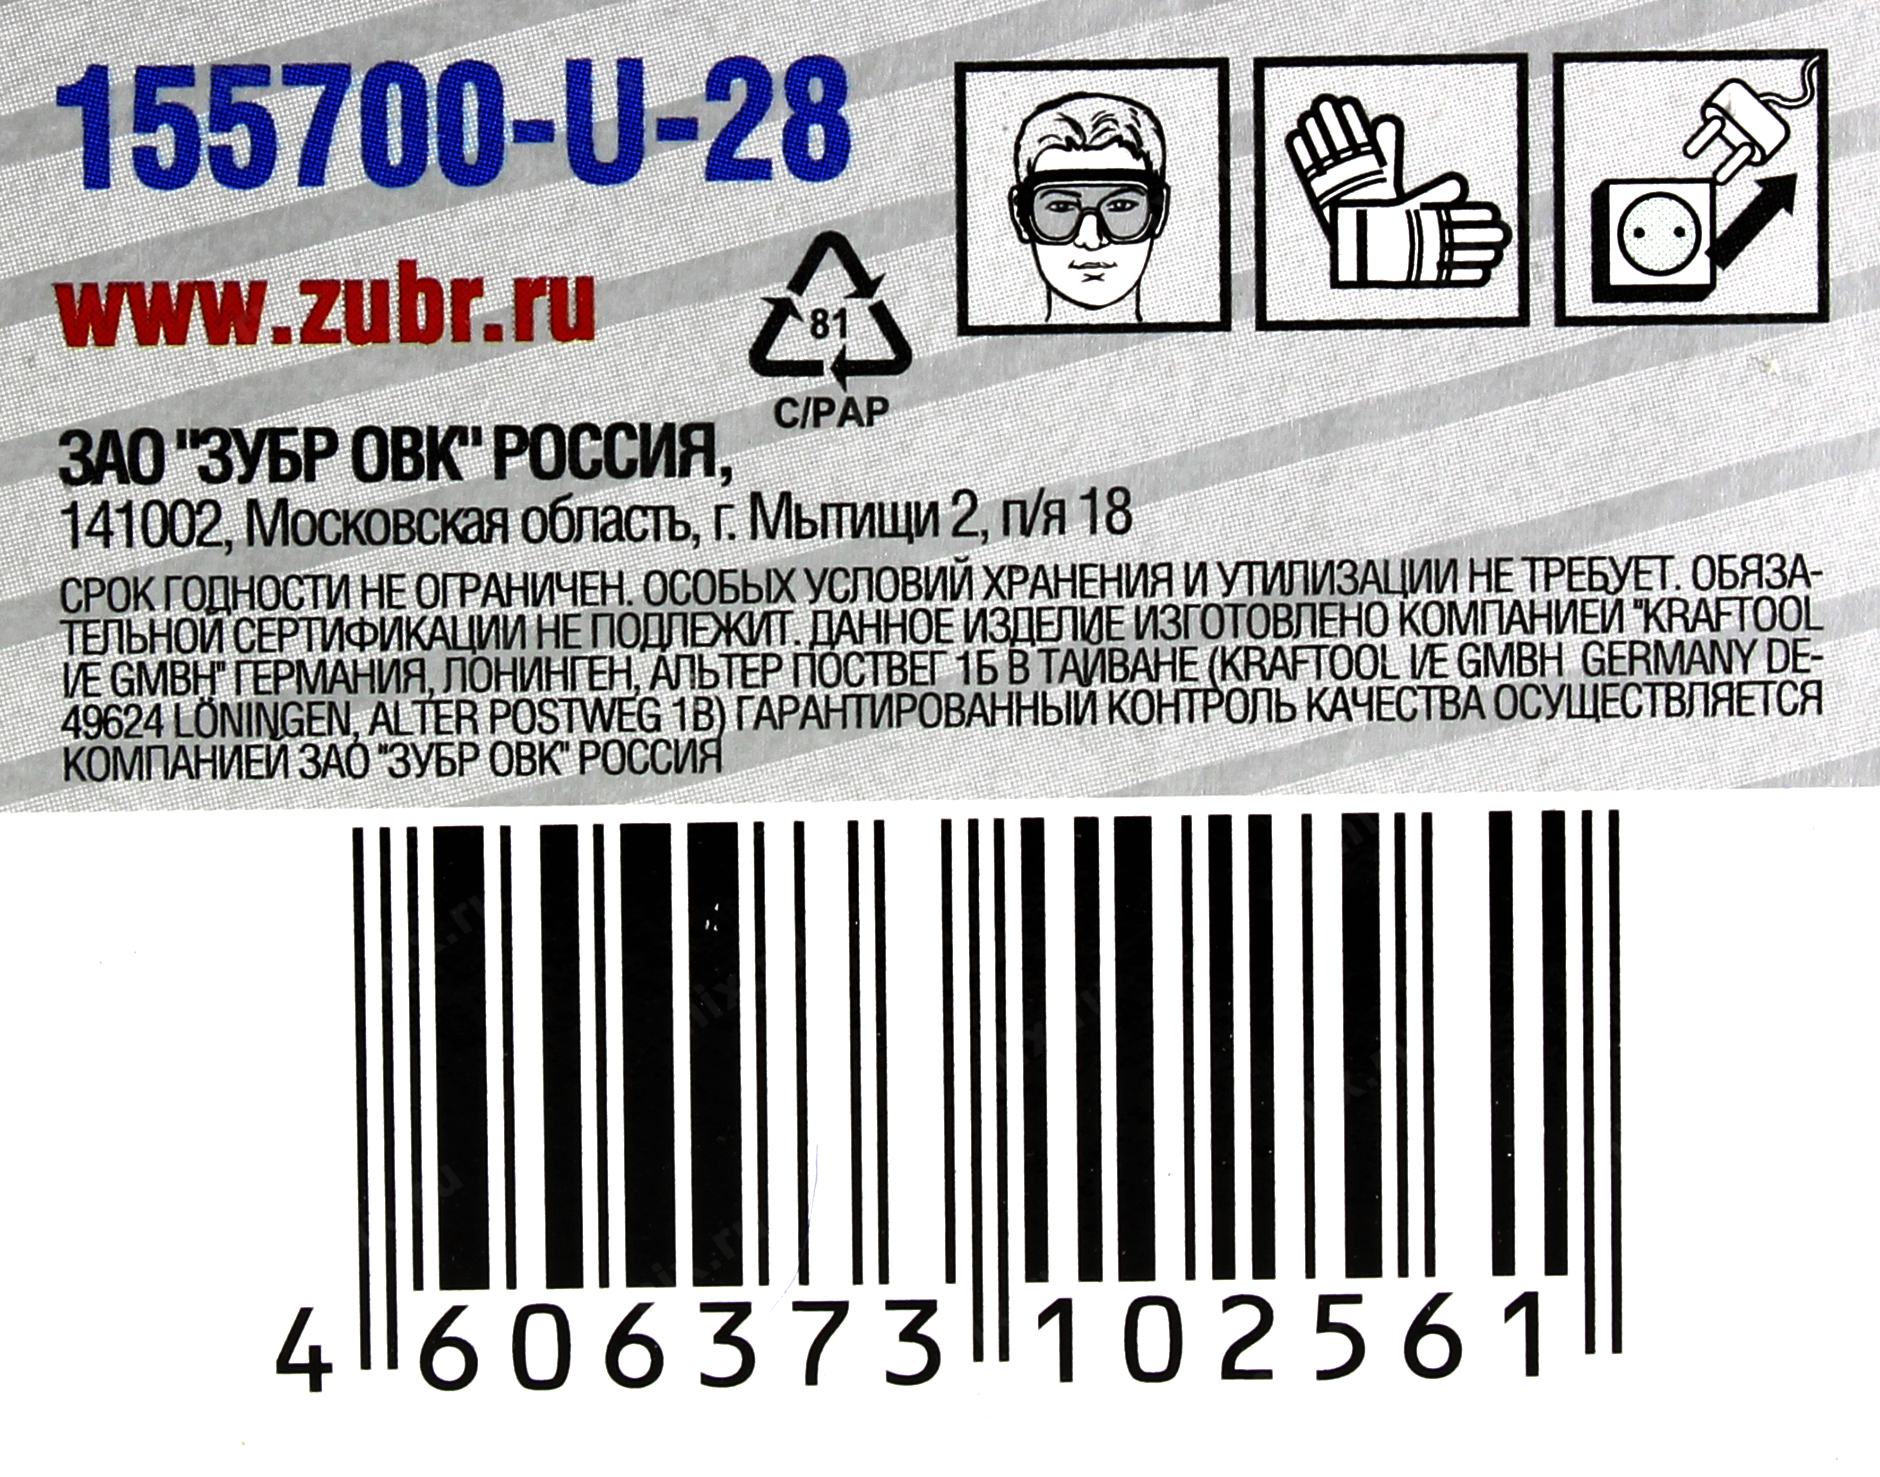 155700-U-28
www.zubr.ru
81
C/PAP
ЗАО "ЗУБР ОВК" РОССИЯ,
141002, Московская область, г. Мытищи 2, п/я 18
СРОК ГОДНОСТИ НЕ ОГРАНИЧЕН. ОСОБЫХ УСЛОВИЙ ХРАНЕНИЯ И УТИЛИЗАЦИИ НЕ ТРЕБУЕТ. ОБЯЗА-
ТЕЛЬНОЙ СЕРТИФИКАЦИИ НЕ ПОДЛЕЖИТ. ДАННОЕ ИЗДЕЛИЕ ИЗГОТОВЛЕНО КОМПАНИЕЙ "KRAFTOOL
I/E GMBH" ГЕРМАНИЯ, ЛОНИНГЕН, АЛЬТЕР ПОСТВЕГ 1Б В ТАЙВАНЕ (KRAFTOOL I/E GMBH GERMANY DE-
49624 LÖNINGEN, ALTER POSTWEG 1B) ГАРАНТИРОВАННЫЙ КОНТРОЛЬ КАЧЕСТВА ОСУЩЕСТВЛЯЕТСЯ
КОМПАНИЕЙ ЗАО "ЗУБР ОВК" РОССИЯ
4 606373 102561